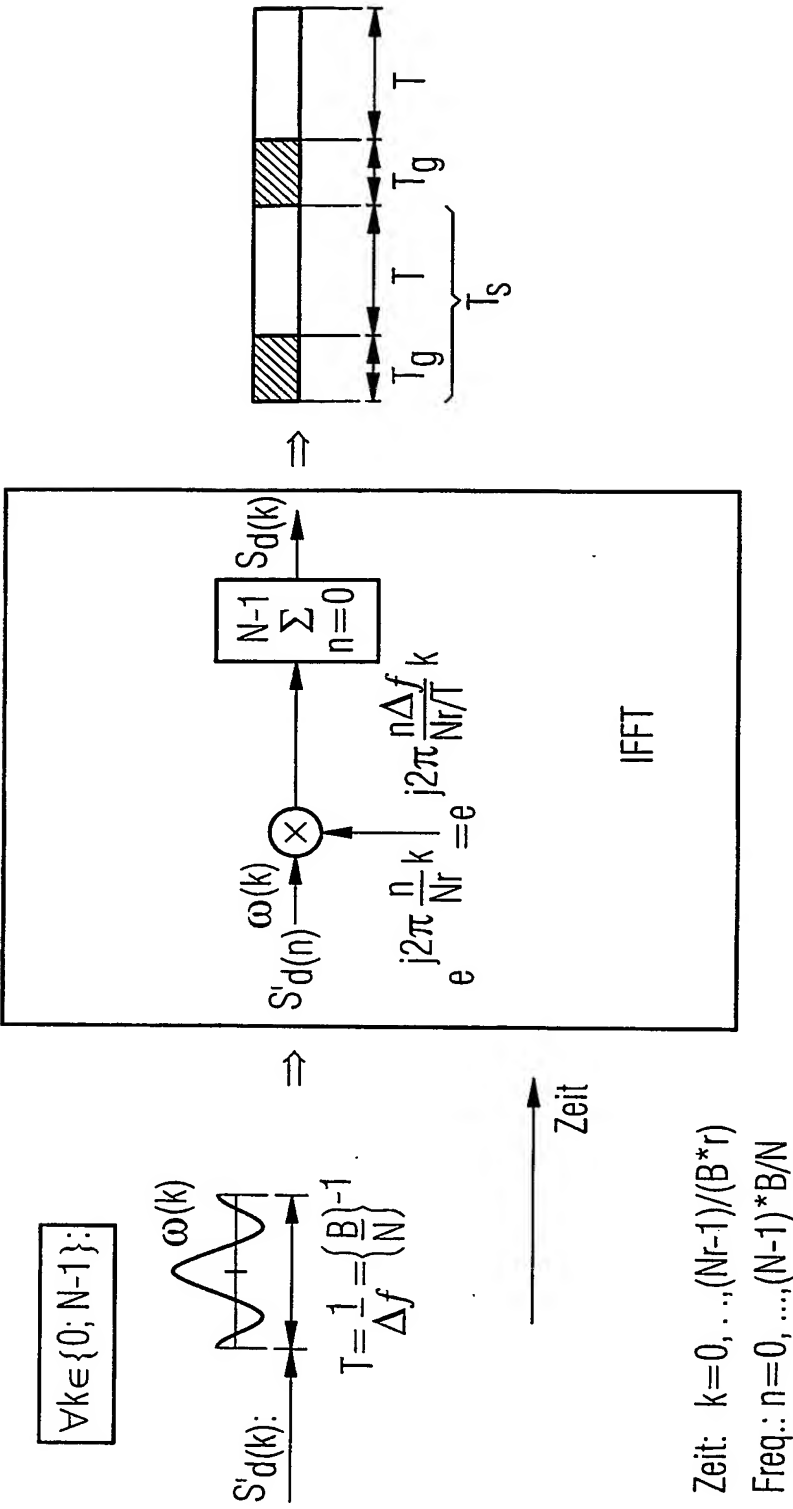 ∀k∈{0; N-1}:
S'd(k):
ω(k)
T = 1/Δf = {B/N}⁻¹
Zeit
Zeit: k=0,...,(Nr-1)/(B*r)
Freq.: n=0,...,(N-1)*B/N
⇒
ω(k)
S'd(n)
×
e^(j2π n/Nr k) = e^(j2π nΔf/(Nr/T) k)
N-1
Σ
n=0
Sd(k)
IFFT
⇒
Tg
T
Tg
T
Ts